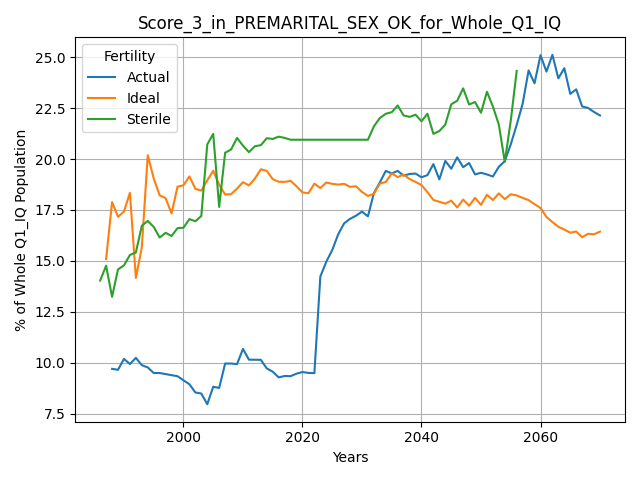 Score_3_in_PREMARITAL_SEX_OK_for_Whole_Q1_IQ
Fertility
Actual
Ideal
Sterile
% of Whole Q1_IQ Population
25.0
22.5
20.0
17.5
15.0
12.5
10.0
7.5
2000 2020 2040 2060
Years